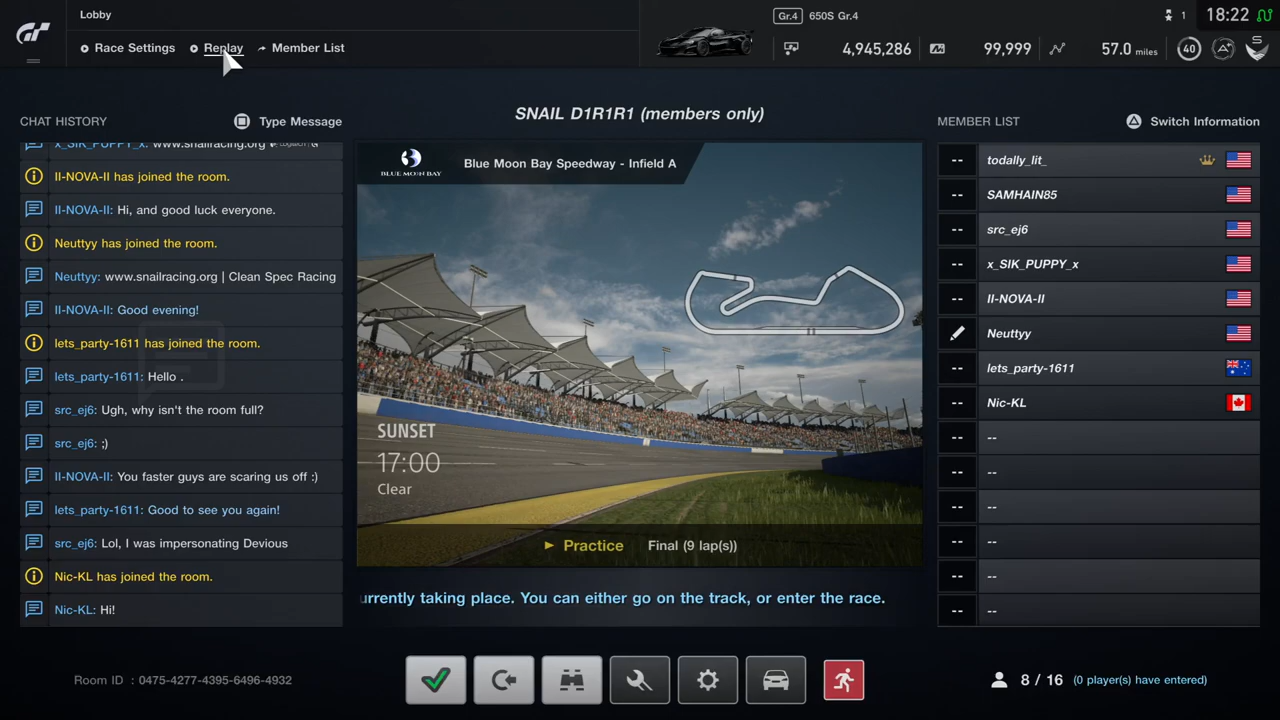 Lobby
Race Settings
Replay
Member List
Gr.4
650S Gr.4
1
18:22
4,945,286
99,999
57.0 miles
40
S
CHAT HISTORY
Type Message
x_SIK_PUPPY_x: www.snailracing.org
II-NOVA-II has joined the room.
II-NOVA-II: Hi, and good luck everyone.
Neuttyy has joined the room.
Neuttyy: www.snailracing.org | Clean Spec Racing
II-NOVA-II: Good evening!
lets_party-1611 has joined the room.
lets_party-1611: Hello .
src_ej6: Ugh, why isn't the room full?
src_ej6: ;)
II-NOVA-II: You faster guys are scaring us off :)
lets_party-1611: Good to see you again!
src_ej6: Lol, I was impersonating Devious
Nic-KL has joined the room.
Nic-KL: Hi!
SNAIL D1R1R1 (members only)
BLUE MOON BAY
Blue Moon Bay Speedway - Infield A
SUNSET
17:00
Clear
Practice
Final (9 lap(s))
urrently taking place. You can either go on the track, or enter the race.
MEMBER LIST
Switch Information
-- todally_lit_
-- SAMHAIN85
-- src_ej6
-- x_SIK_PUPPY_x
-- II-NOVA-II
Neuttyy
-- lets_party-1611
-- Nic-KL
-- --
-- --
-- --
-- --
-- --
-- --
Room ID : 0475-4277-4395-6496-4932
8 / 16
(0 player(s) have entered)